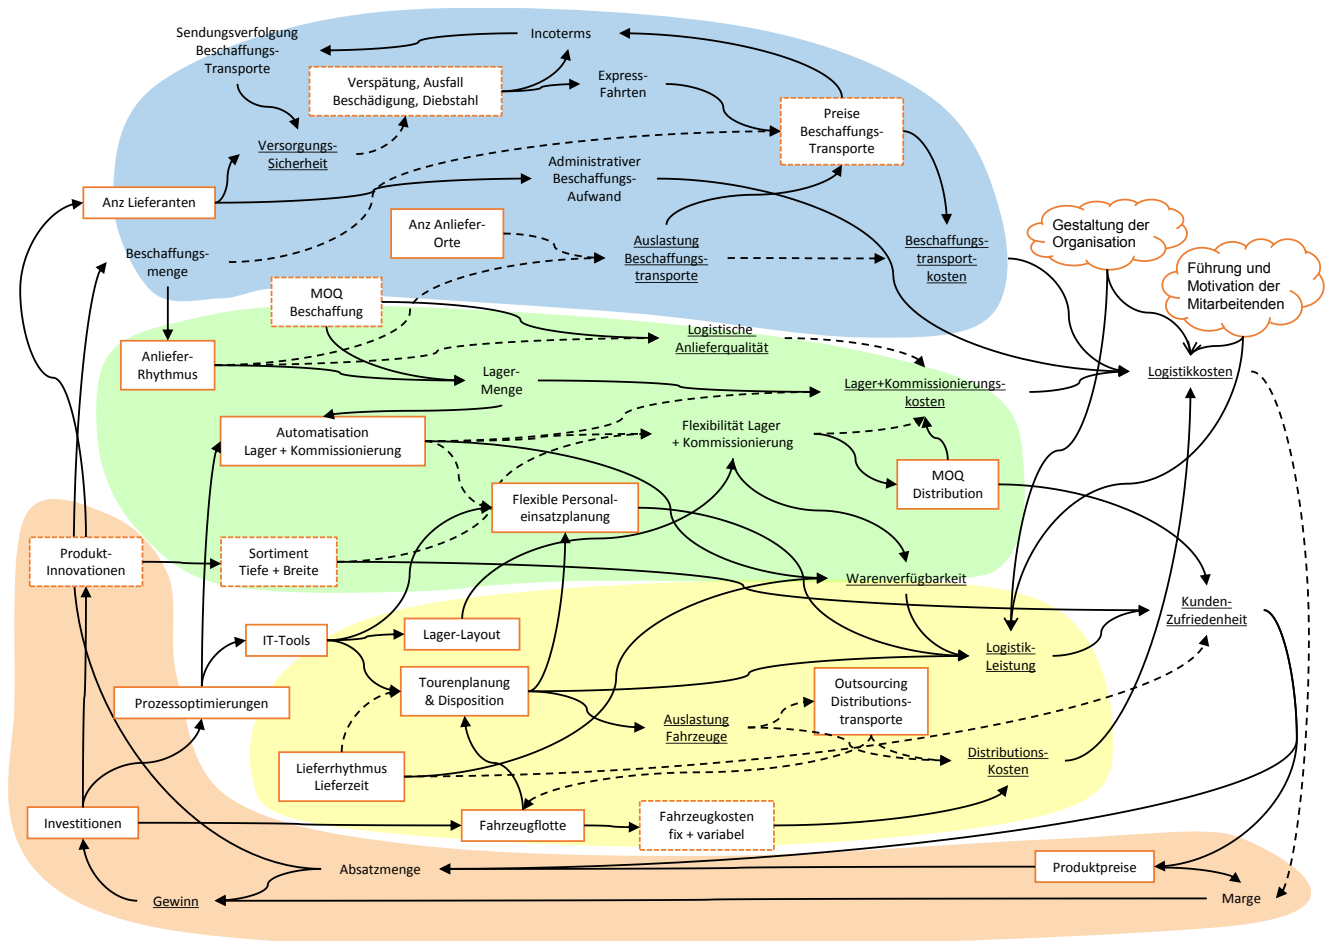 Sendungsverfolgung
Beschaffungs-
Transporte
Incoterms
Verspätung, Ausfall
Beschädigung, Diebstahl
Express-
Fahrten
Preise
Beschaffungs-
Transporte
Versorgungs-
Sicherheit
Administrativer
Beschaffungs-
Aufwand
Anz Lieferanten
Anz Anliefer-
Orte
Auslastung
Beschaffungs-
transporte
Beschaffungs-
transport-
kosten
Gestaltung der
Organisation
Führung und
Motivation der
Mitarbeitenden
Beschaffungs-
menge
MOQ
Beschaffung
Logistische
Anlieferqualität
Anliefer-
Rhythmus
Lager-
Menge
Lager+Kommissionierungs-
kosten
Logistikkosten
Automatisation
Lager + Kommissionierung
Flexibilität Lager
+ Kommissionierung
MOQ
Distribution
Flexible Personal-
einsatzplanung
Produkt-
Innovationen
Sortiment
Tiefe + Breite
Warenverfügbarkeit
Kunden-
Zufriedenheit
IT-Tools
Lager-Layout
Logistik-
Leistung
Prozessoptimierungen
Tourenplanung
& Disposition
Outsourcing
Distributions-
transporte
Auslastung
Fahrzeuge
Lieferrhythmus
Lieferzeit
Distributions-
Kosten
Investitionen
Fahrzeugflotte
Fahrzeugkosten
fix + variabel
Absatzmenge
Produktpreise
Gewinn
Marge